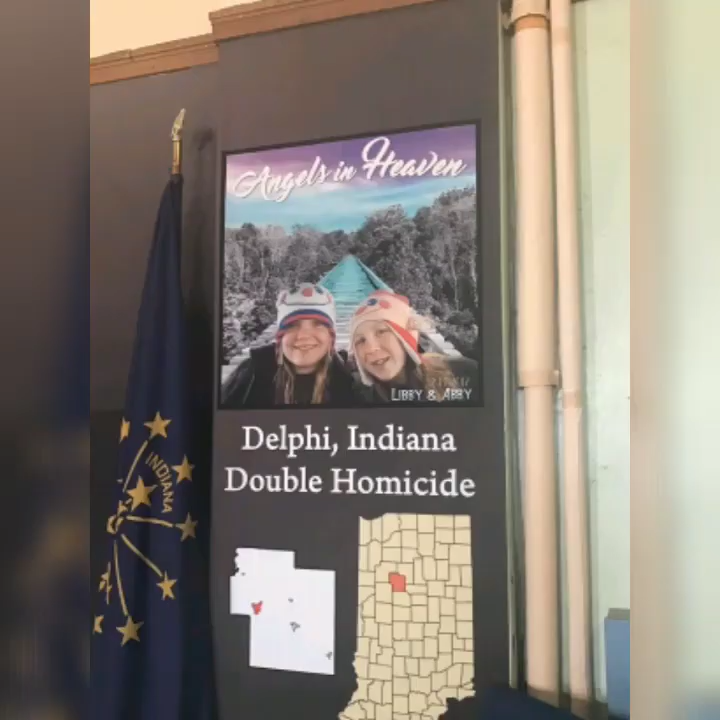 Angels in Heaven
LIBBY & ABBY
Delphi, Indiana
Double Homicide
INDIANA